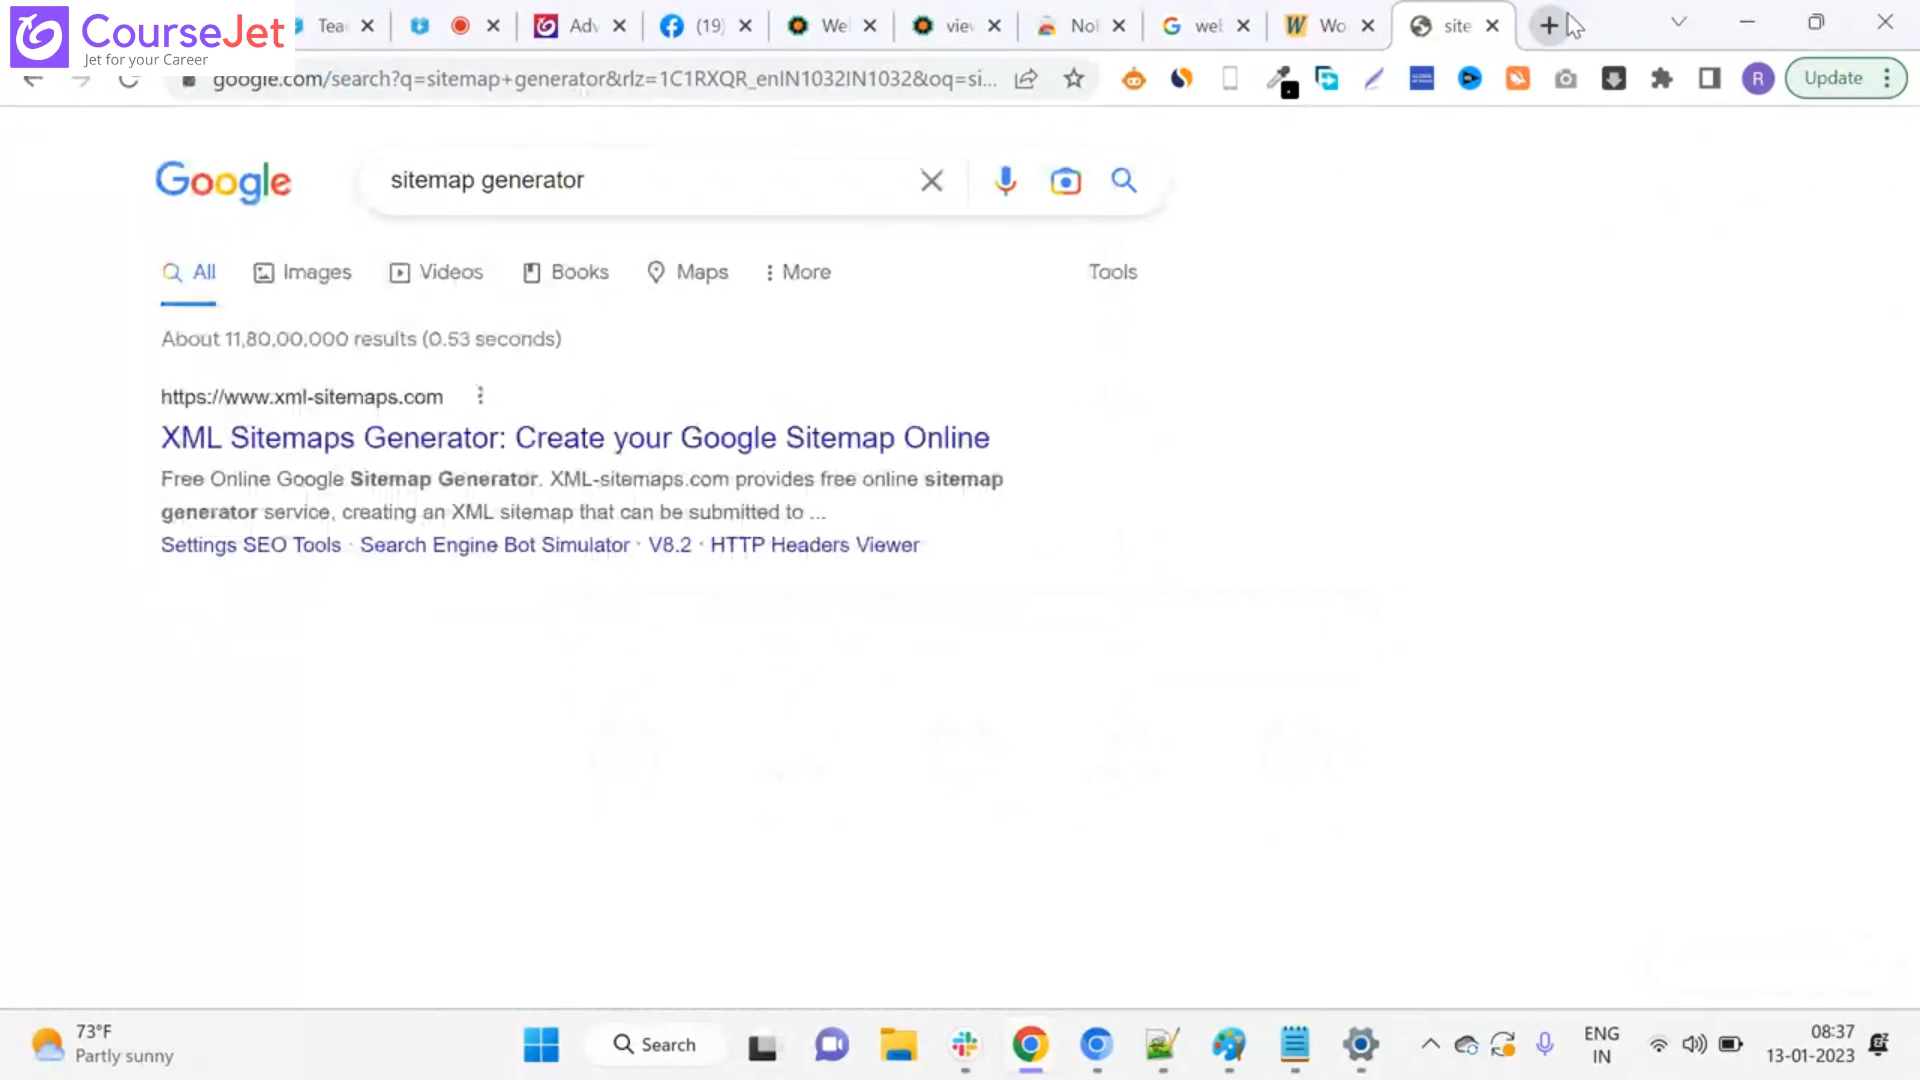 CourseJet
Jet for your Career
Tea
Adv
(19)
We
vie
Nol
wel
Wo
site
google.com/search?q=sitemap+generator&rlz=1C1RXQR_enIN1032IN1032&oq=si...
R
Update
Google
sitemap generator
All
Images
Videos
Books
Maps
More
Tools
About 11,80,00,000 results (0.53 seconds)
https://www.xml-sitemaps.com
XML Sitemaps Generator: Create your Google Sitemap Online
Free Online Google Sitemap Generator. XML-sitemaps.com provides free online sitemap
generator service, creating an XML sitemap that can be submitted to ...
Settings SEO Tools · Search Engine Bot Simulator · V8.2 · HTTP Headers Viewer
73°F
Partly sunny
Search
ENG
IN
08:37
13-01-2023